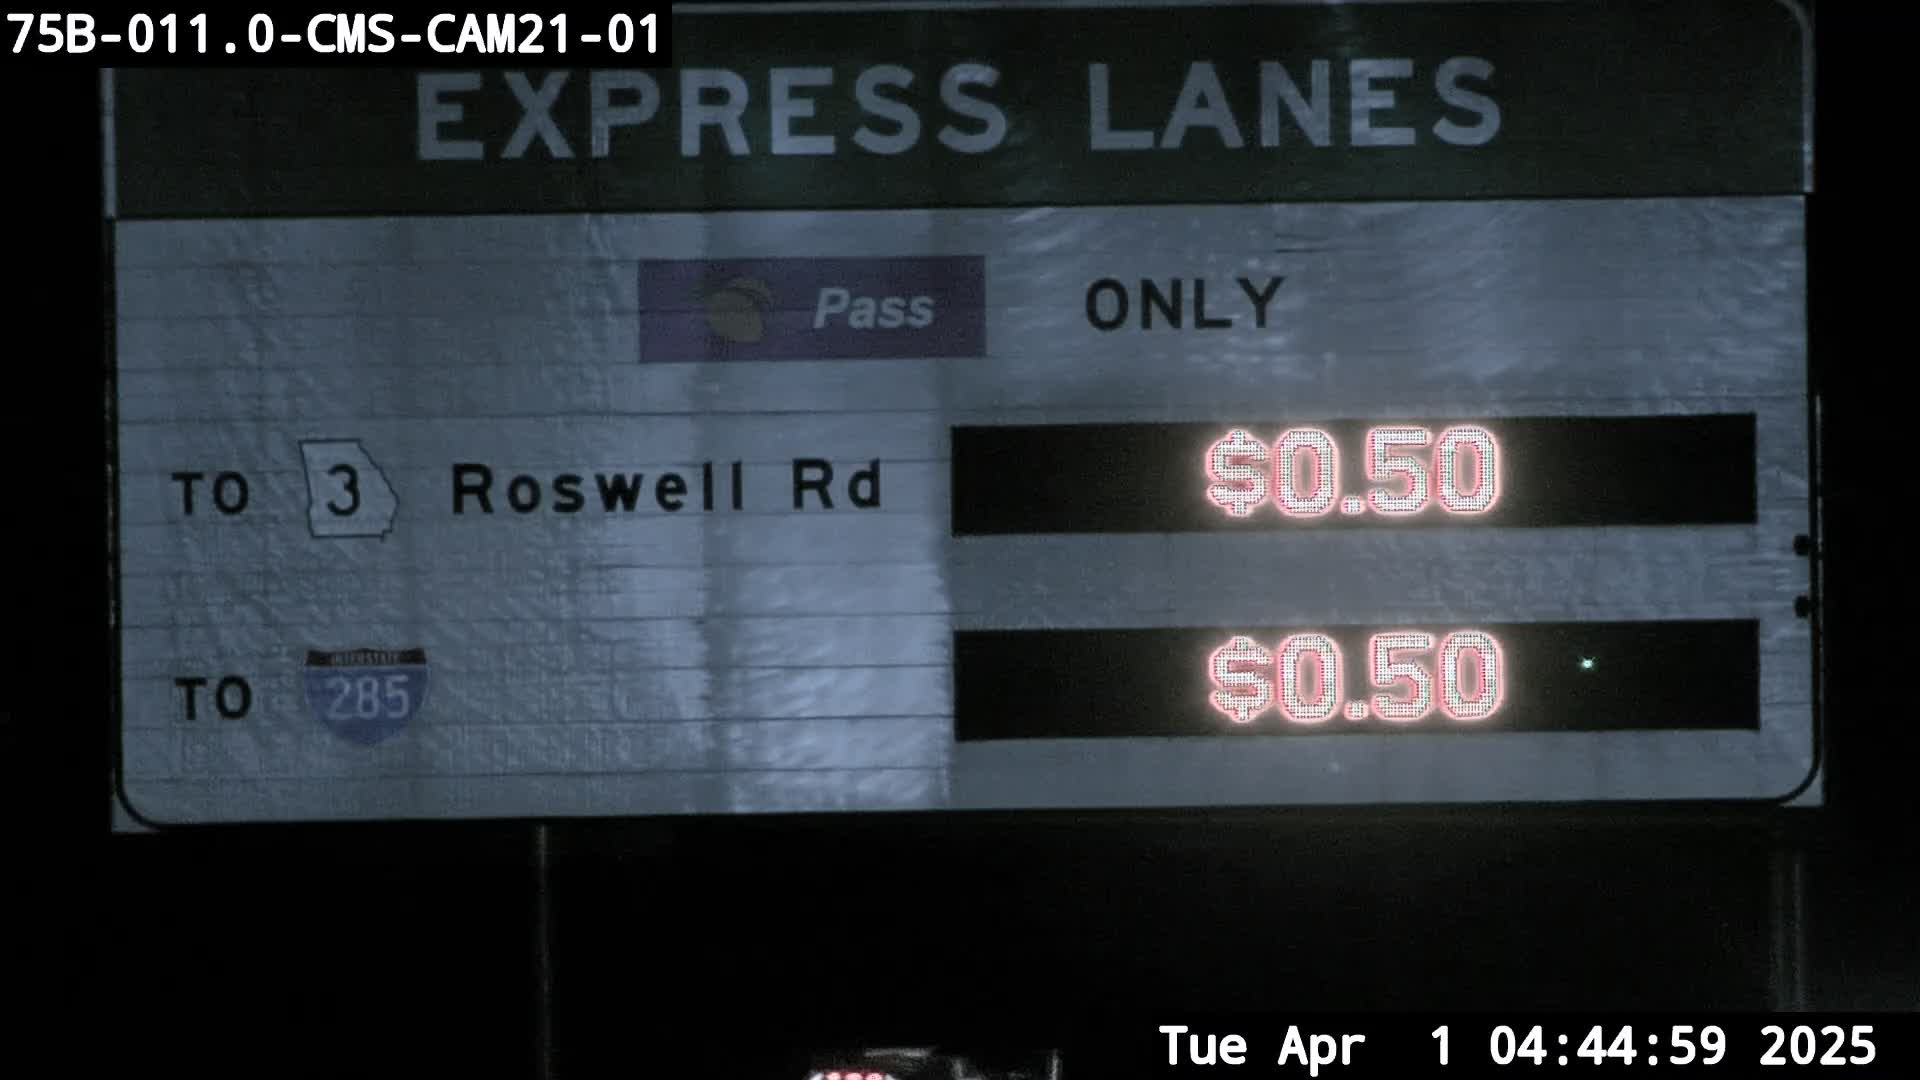 75B-011.0-CMS-CAM21-01
EXPRESS LANES
Pass ONLY
TO 3 Roswell Rd $0.50
TO INTERSTATE 285 $0.50
Tue Apr 1 04:44:59 2025